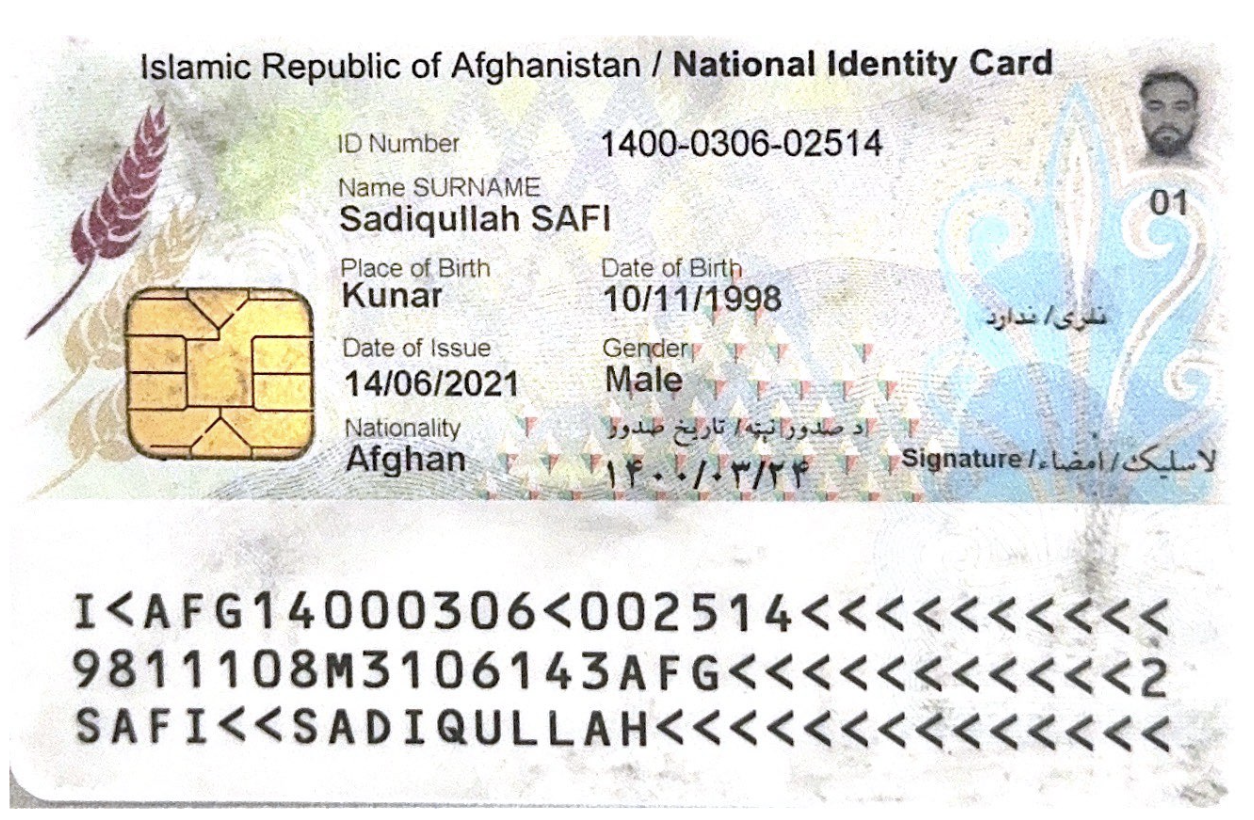 Islamic Republic of Afghanistan / National Identity Card
ID Number 1400-0306-02514
01
Name SURNAME
Sadiqullah SAFI
Place of Birth Date of Birth
Kunar 10/11/1998
نلري/ ندارد
Date of Issue Gender
14/06/2021 Male
Nationality د صدور نېټه/ تاریخ صدور
Afghan ۱۴۰۰/۰۳/۲۴
Signature / لاسلیک/ امضاء
I<AFG14000306<002514<<<<<<<<<<<
9811108M3106143AFG<<<<<<<<<<<<2
SAFI<<SADIQULLAH<<<<<<<<<<<<<<<